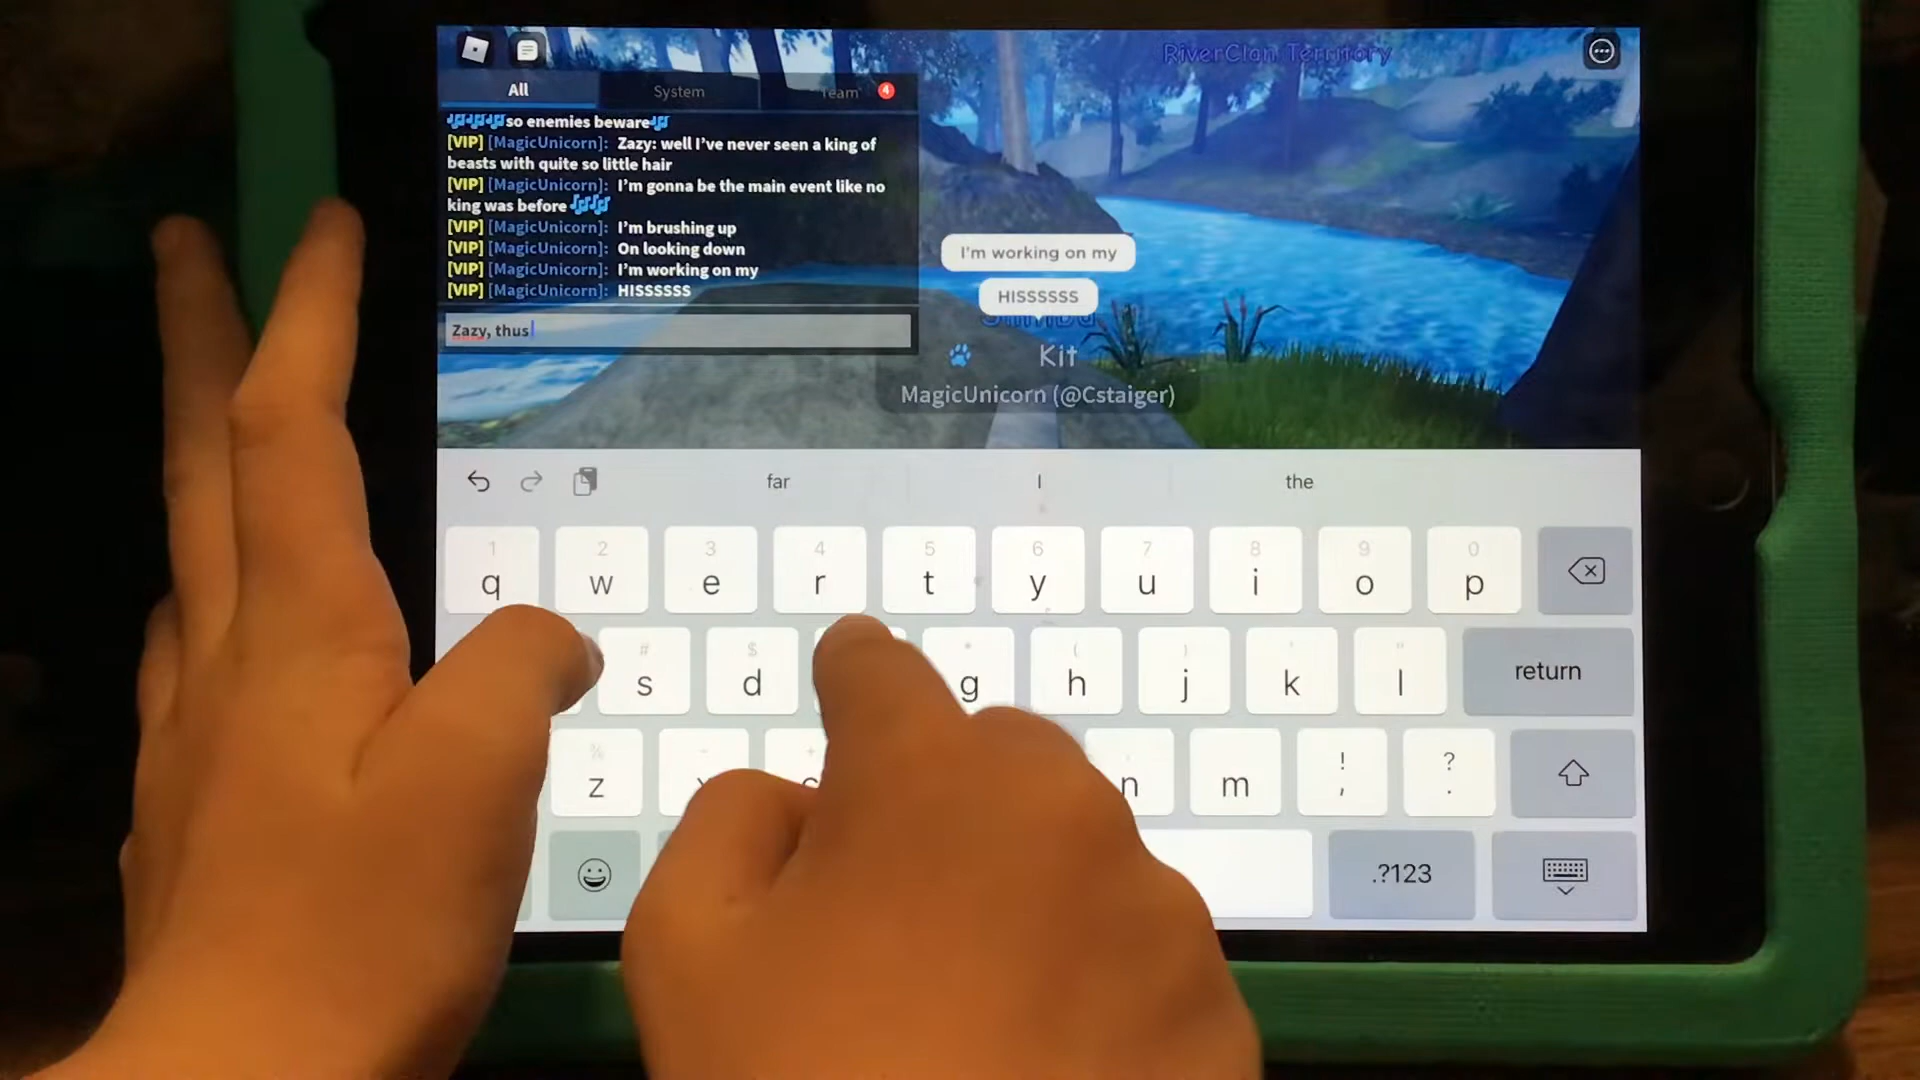 RiverClan Territory
All System Team 4
🎶🎶🎶so enemies beware🎶
[VIP] [MagicUnicorn]: Zazy: well I've never seen a king of
beasts with quite so little hair
[VIP] [MagicUnicorn]: I'm gonna be the main event like no
king was before 🎶🎶
[VIP] [MagicUnicorn]: I'm brushing up
[VIP] [MagicUnicorn]: On looking down
[VIP] [MagicUnicorn]: I'm working on my
[VIP] [MagicUnicorn]: HISSSSSS
Zazy, thus
I'm working on my
HISSSSSS
Kit
MagicUnicorn (@Cstaiger)
far I the
1 2 3 4 5 6 7 8 9 0
q w e r t y u i o p
# $ * ( ) ' "
s d g h j k l return
% - + ! ?
z n m , .
.?123